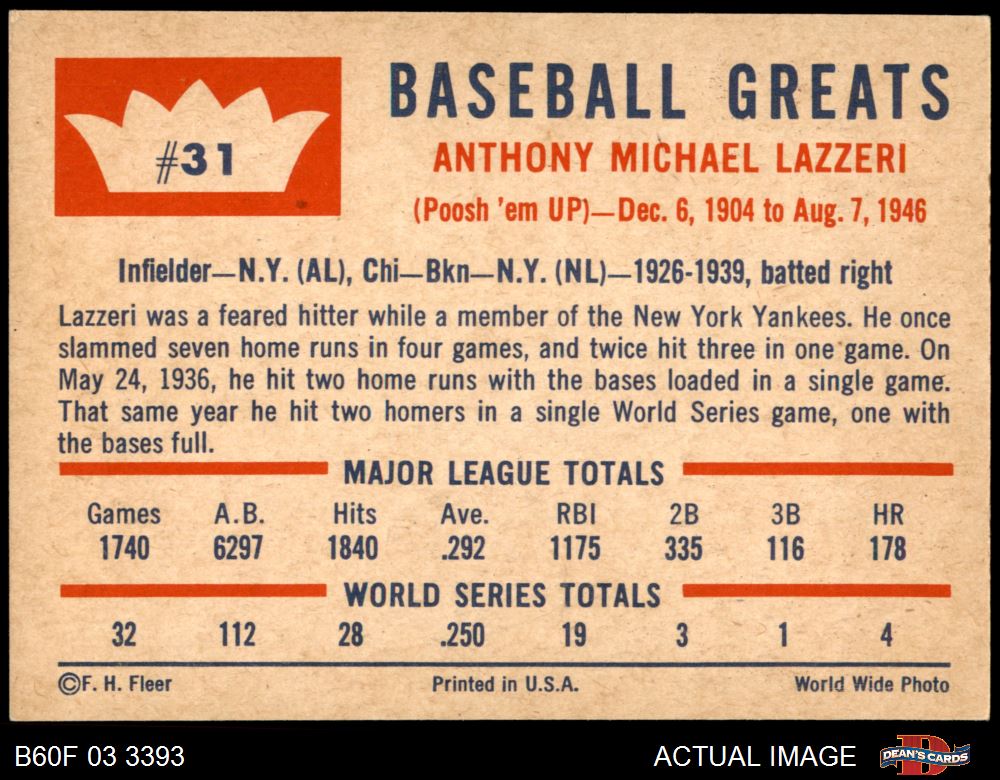 #31
BASEBALL GREATS
ANTHONY MICHAEL LAZZERI
(Poosh 'em UP)—Dec. 6, 1904 to Aug. 7, 1946
Infielder—N.Y. (AL), Chi—Bkn—N.Y. (NL)—1926-1939, batted right
Lazzeri was a feared hitter while a member of the New York Yankees. He once
slammed seven home runs in four games, and twice hit three in one game. On
May 24, 1936, he hit two home runs with the bases loaded in a single game.
That same year he hit two homers in a single World Series game, one with
the bases full.
MAJOR LEAGUE TOTALS
Games A.B. Hits Ave. RBI 2B 3B HR
1740 6297 1840 .292 1175 335 116 178
WORLD SERIES TOTALS
32 112 28 .250 19 3 1 4
©F. H. Fleer Printed in U.S.A. World Wide Photo
B60F 03 3393 ACTUAL IMAGE DEAN'S CARDS